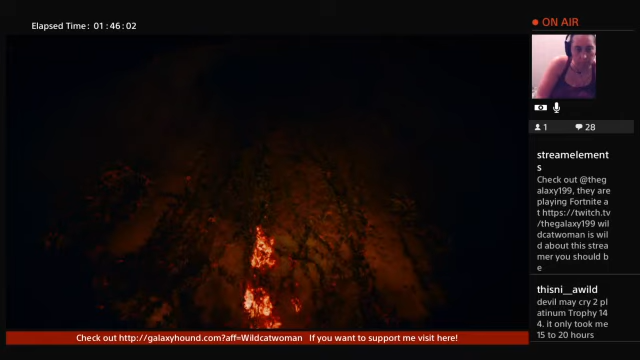 Elapsed Time: 01:46:02
ON AIR
1
28
streamelement
s
Check out @theg
alaxy199, they are
playing Fortnite a
t https://twitch.tv
/thegalaxy199 wil
dcatwoman is wil
d about this strea
mer you should b
e
thisni__awild
devil may cry 2 pl
atinum Trophy 14
4. it only took me
15 to 20 hours
Check out http://galaxyhound.com?aff=Wildcatwoman If you want to support me visit here!